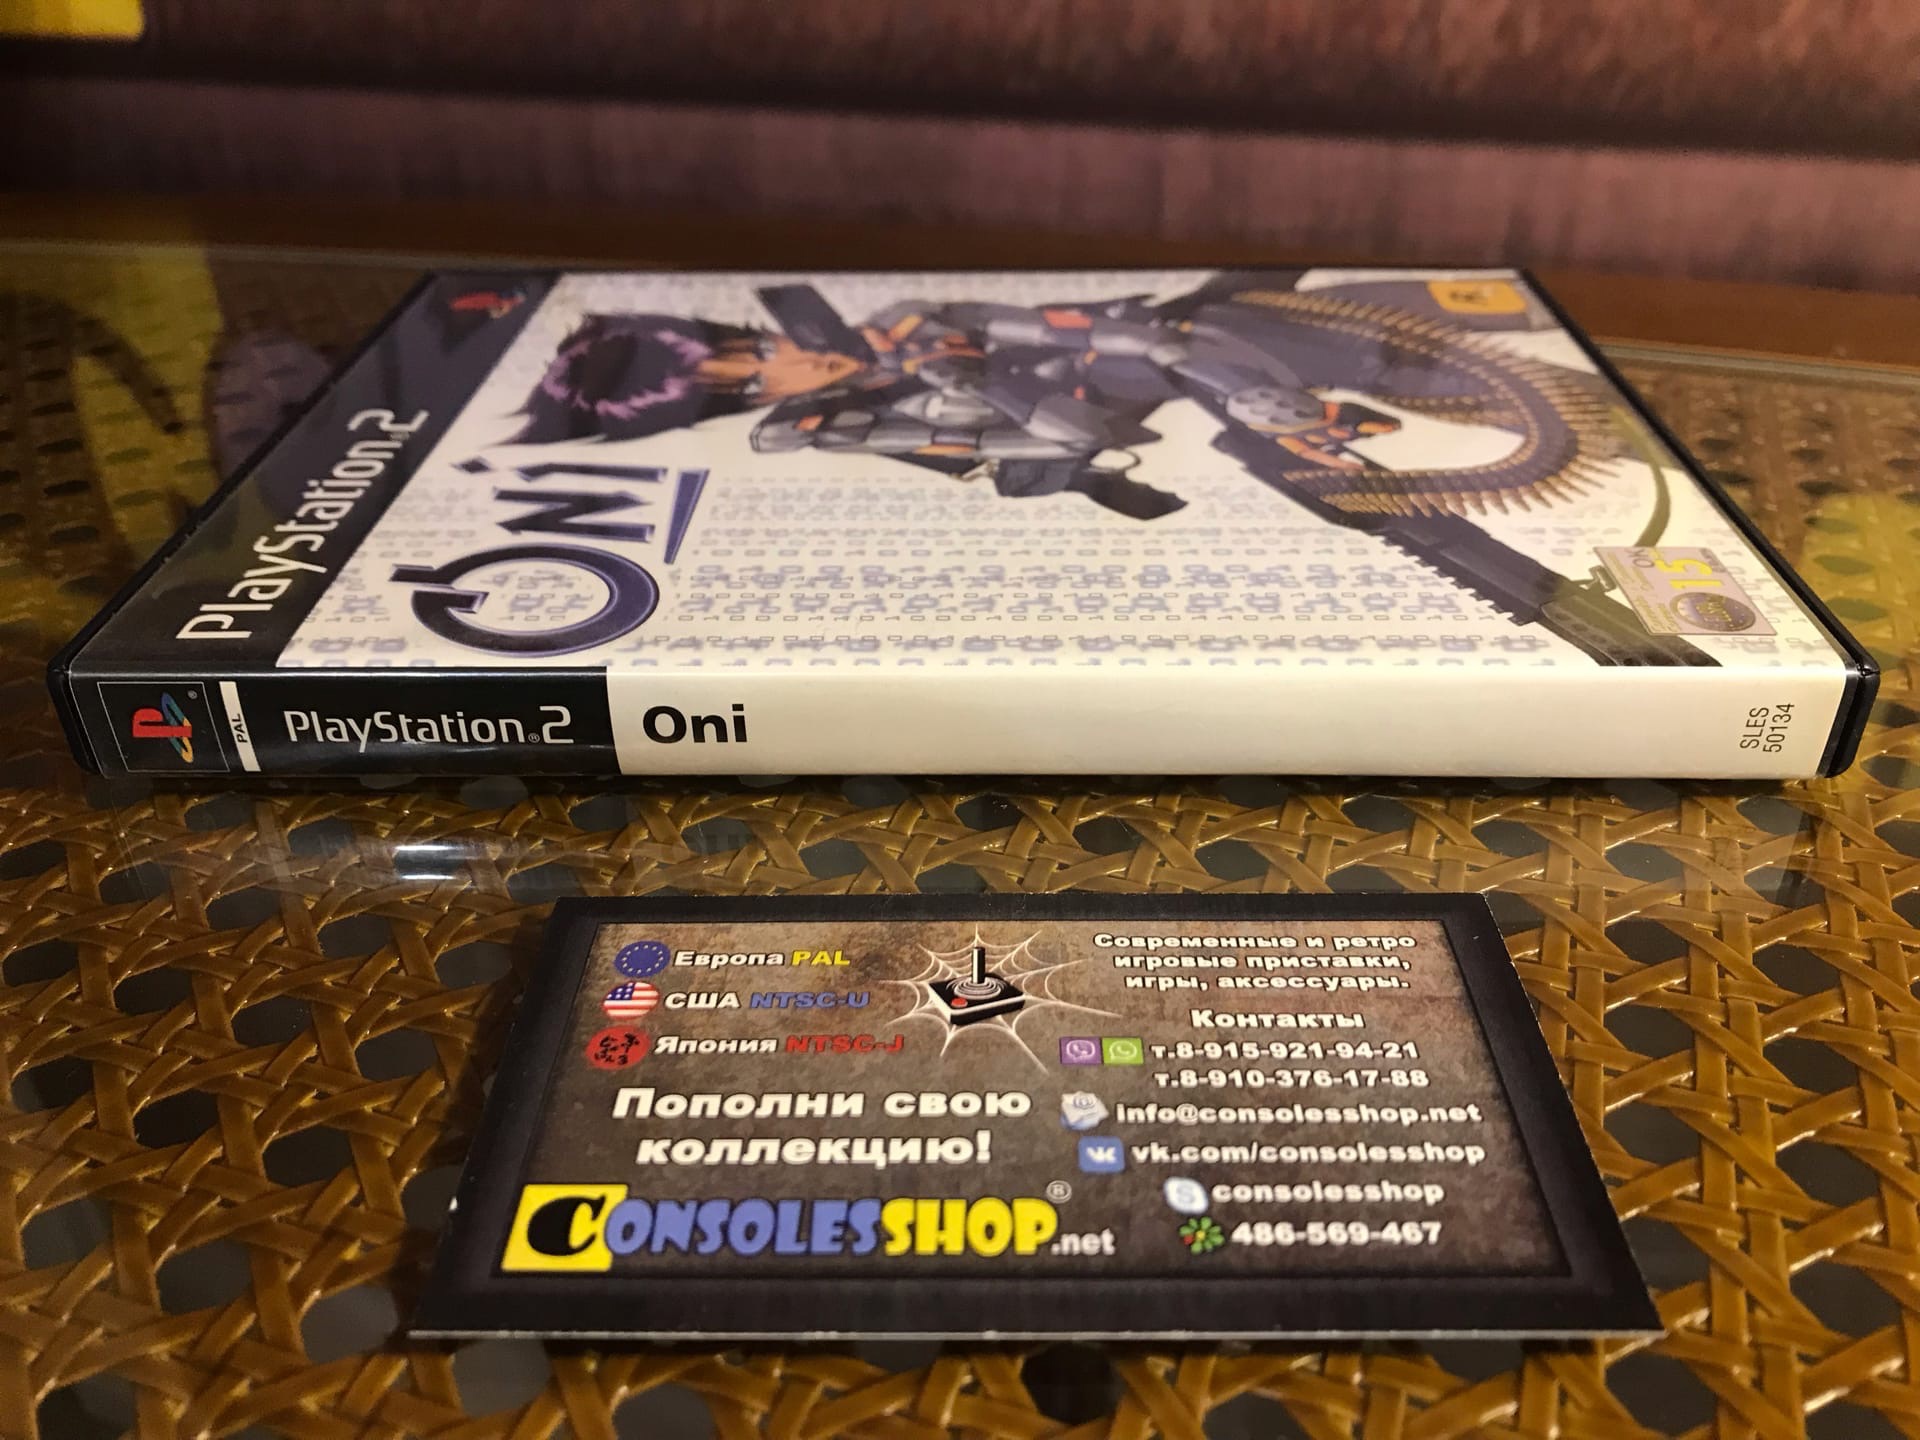 PlayStation®2
Oni
15+
PAL
PlayStation®2
Oni
SLES
50134
Европа PAL
США NTSC-U
Япония NTSC-J
Пополни свою
коллекцию!
CONSOLESSHOP®.net
Современные и ретро
игровые приставки,
игры, аксессуары.
Контакты
т.8-915-921-94-21
т.8-910-376-17-88
info@consolesshop.net
vk.com/consolesshop
consolesshop
486-569-467